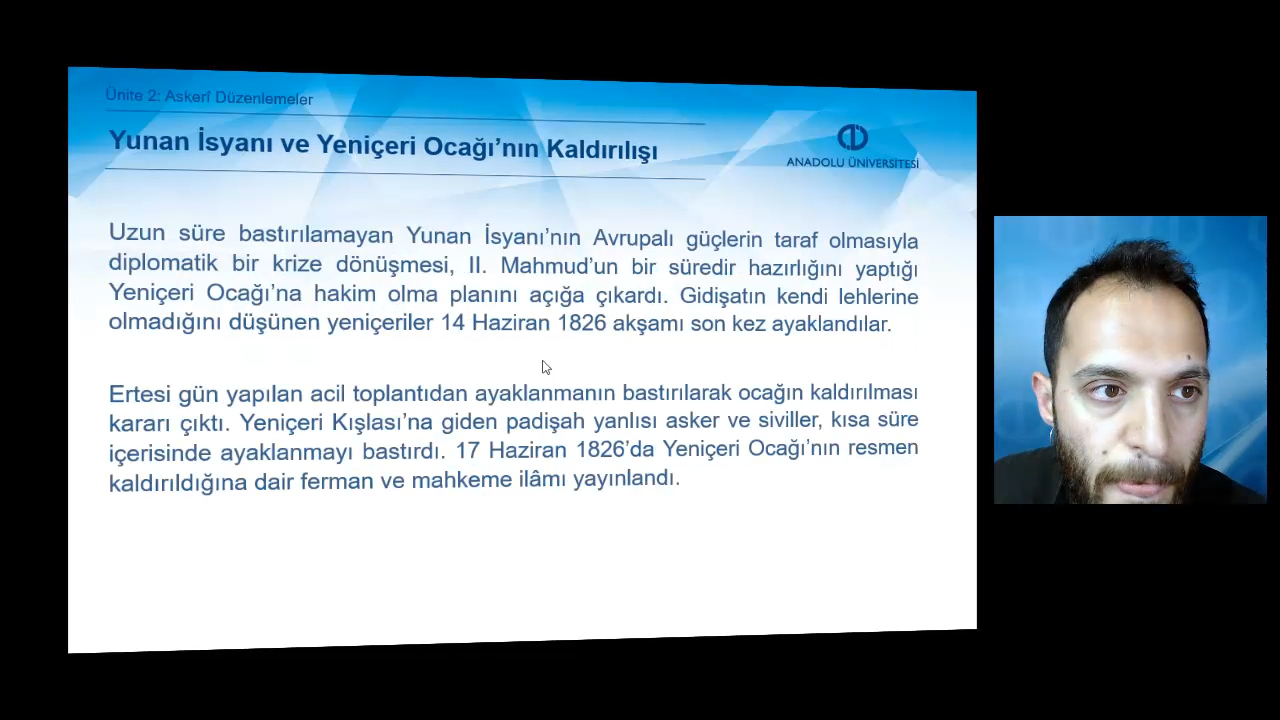 Ünite 2: Askerî Düzenlemeler
Yunan İsyanı ve Yeniçeri Ocağı’nın Kaldırılışı
ANADOLU ÜNİVERSİTESİ
Uzun süre bastırılamayan Yunan İsyanı’nın Avrupalı güçlerin taraf olmasıyla
diplomatik bir krize dönüşmesi, II. Mahmud’un bir süredir hazırlığını yaptığı
Yeniçeri Ocağı’na hakim olma planını açığa çıkardı. Gidişatın kendi lehlerine
olmadığını düşünen yeniçeriler 14 Haziran 1826 akşamı son kez ayaklandılar.
Ertesi gün yapılan acil toplantıdan ayaklanmanın bastırılarak ocağın kaldırılması
kararı çıktı. Yeniçeri Kışlası’na giden padişah yanlısı asker ve siviller, kısa süre
içerisinde ayaklanmayı bastırdı. 17 Haziran 1826’da Yeniçeri Ocağı’nın resmen
kaldırıldığına dair ferman ve mahkeme ilâmı yayınlandı.